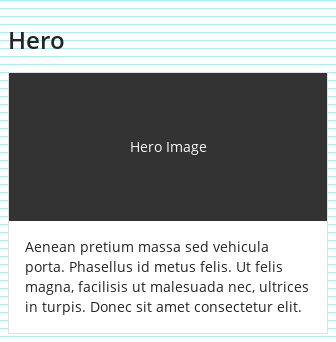 Hero
Hero Image
Aenean pretium massa sed vehicula
porta. Phasellus id metus felis. Ut felis
magna, facilisis ut malesuada nec, ultrices
in turpis. Donec sit amet consectetur elit.